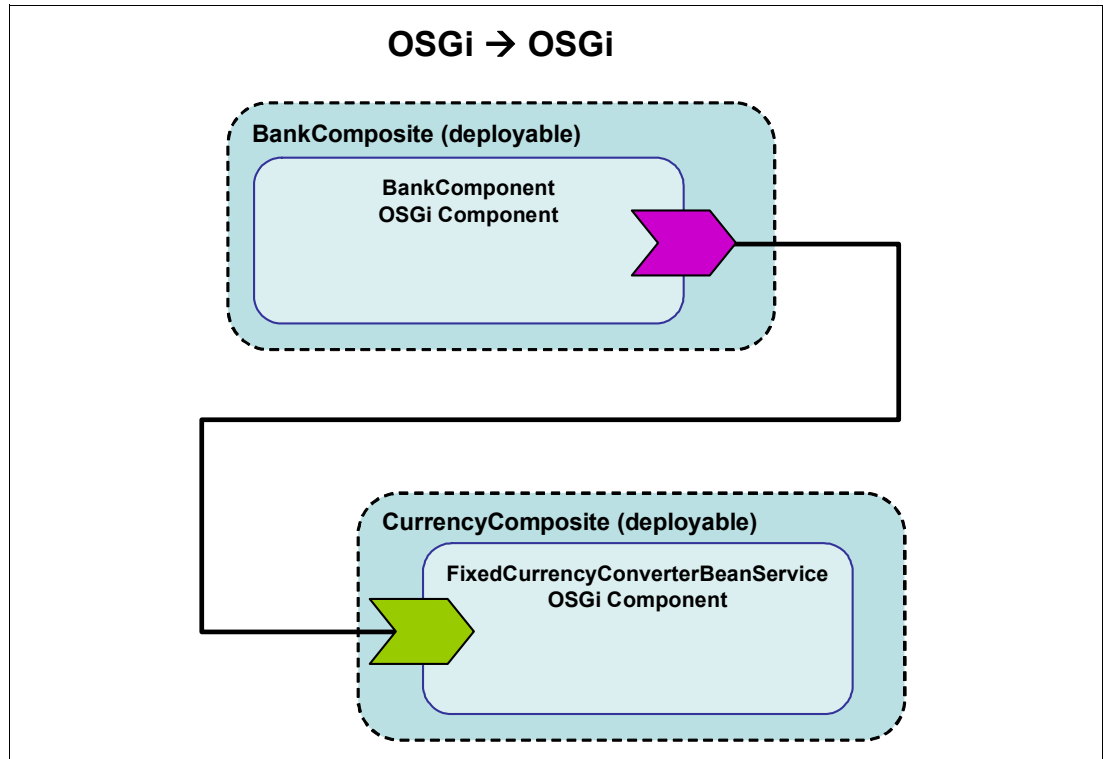 OSGi → OSGi
BankComposite (deployable)
BankComponent
OSGi Component
CurrencyComposite (deployable)
FixedCurrencyConverterBeanService
OSGi Component